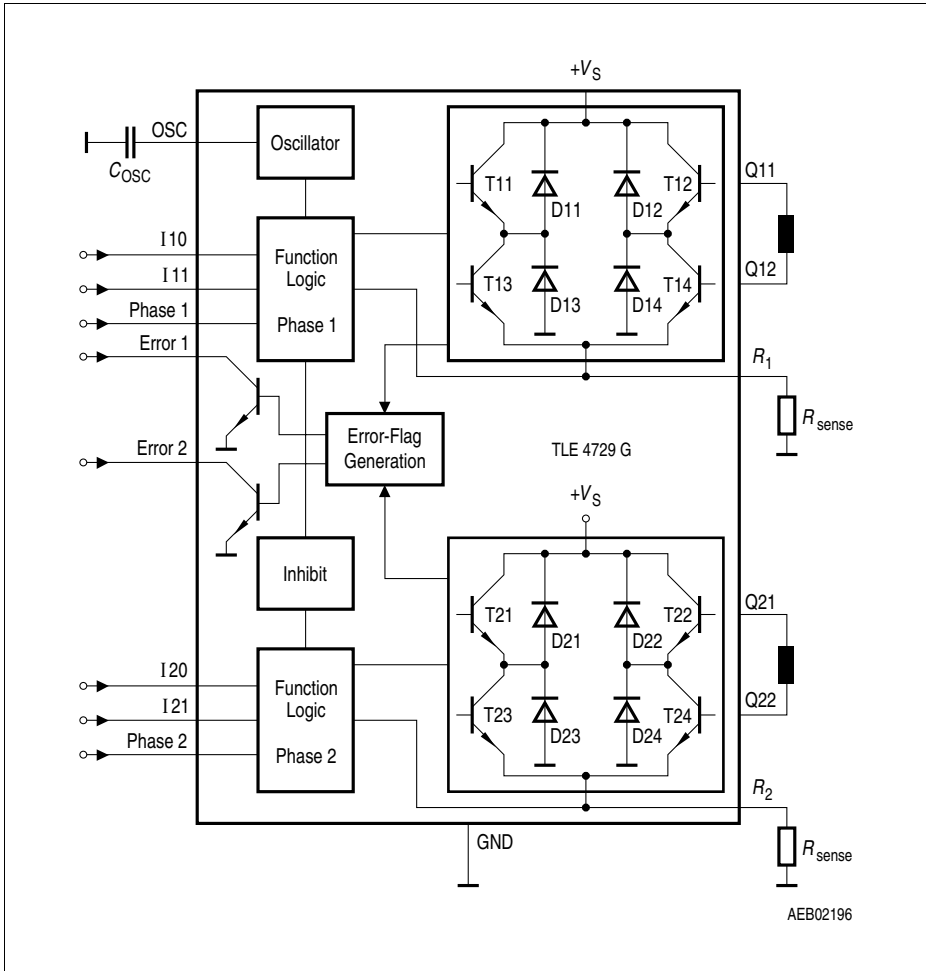 +VS
OSC
COSC
Oscillator
T11
D11
D12
T12
Q11
I10
I11
Phase 1
Error 1
Function
Logic
Phase 1
T13
D13
D14
T14
Q12
R1
Rsense
Error 2
Error-Flag
Generation
TLE 4729 G
+VS
Inhibit
T21
D21
D22
T22
Q21
I20
I21
Phase 2
Function
Logic
Phase 2
T23
D23
D24
T24
Q22
R2
Rsense
GND
AEB02196